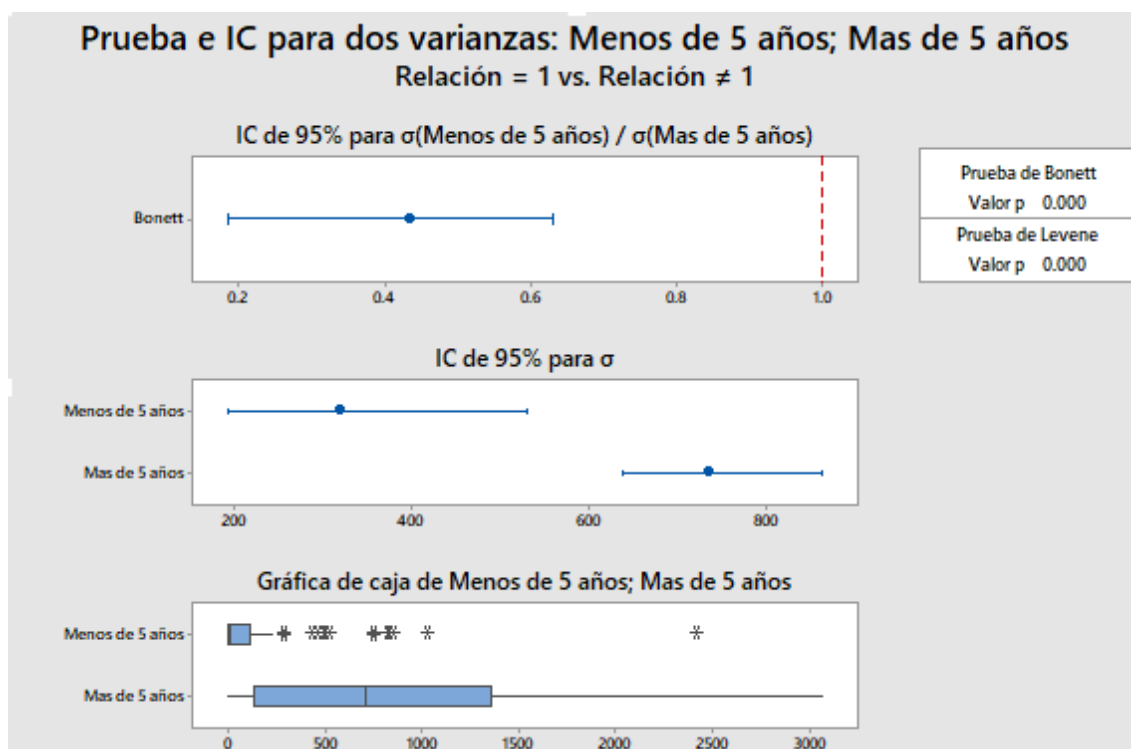 Prueba e IC para dos varianzas: Menos de 5 años; Mas de 5 años
Relación = 1 vs. Relación ≠ 1
IC de 95% para σ(Menos de 5 años) / σ(Mas de 5 años)
Bonett
0.2 0.4 0.6 0.8 1.0
Prueba de Bonett
Valor p 0.000
Prueba de Levene
Valor p 0.000
IC de 95% para σ
Menos de 5 años
Mas de 5 años
200 400 600 800
Gráfica de caja de Menos de 5 años; Mas de 5 años
Menos de 5 años
Mas de 5 años
0 500 1000 1500 2000 2500 3000